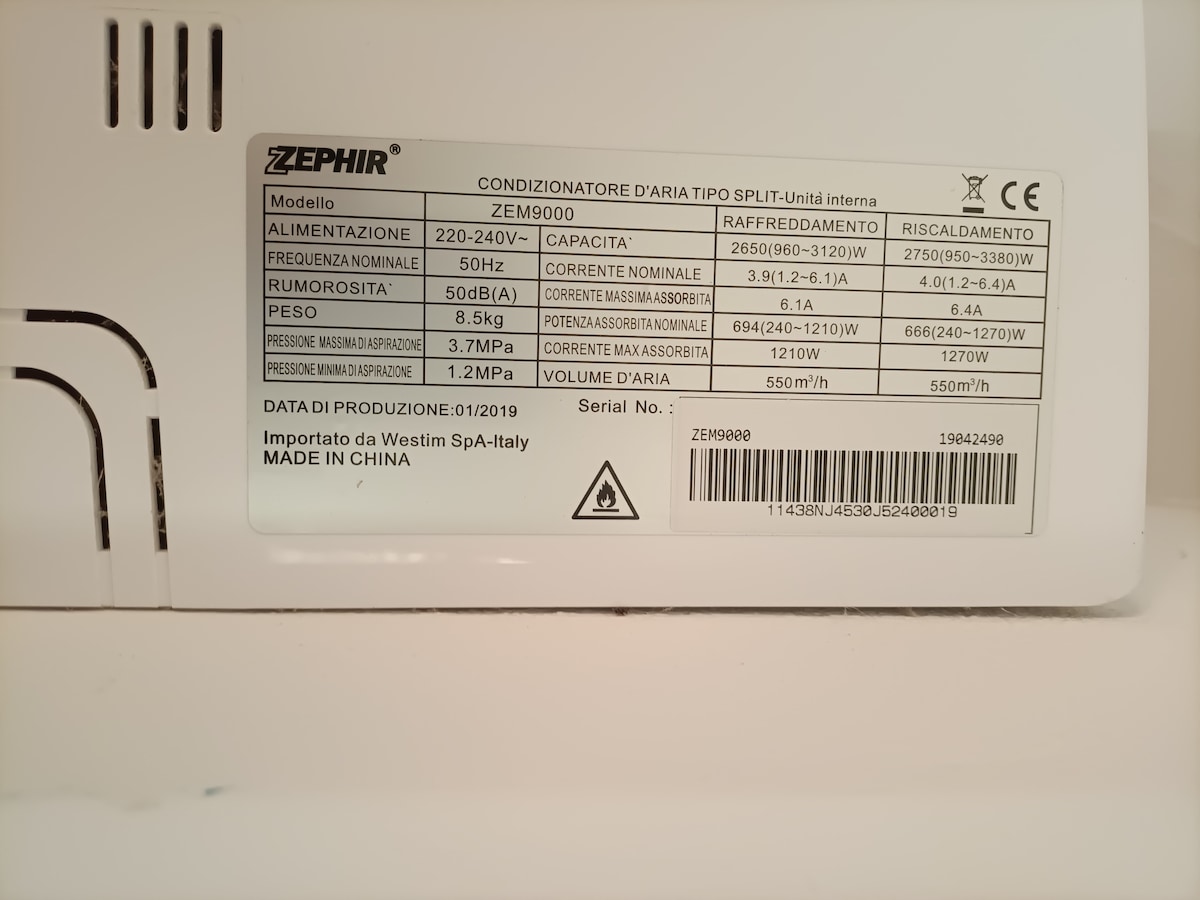 ZEPHIR®
CONDIZIONATORE D'ARIA TIPO SPLIT-Unità interna
CE
Modello ZEM9000 RAFFREDDAMENTO RISCALDAMENTO
ALIMENTAZIONE 220-240V~ CAPACITA` 2650(960~3120)W 2750(950~3380)W
FREQUENZA NOMINALE 50Hz CORRENTE NOMINALE 3.9(1.2~6.1)A 4.0(1.2~6.4)A
RUMOROSITA` 50dB(A) CORRENTE MASSIMA ASSORBITA 6.1A 6.4A
PESO 8.5kg POTENZA ASSORBITA NOMINALE 694(240~1210)W 666(240~1270)W
PRESSIONE MASSIMA DI ASPIRAZIONE 3.7MPa CORRENTE MAX ASSORBITA 1210W 1270W
PRESSIONE MINIMA DI ASPIRAZIONE 1.2MPa VOLUME D'ARIA 550m³/h 550m³/h
DATA DI PRODUZIONE:01/2019 Serial No. :
Importato da Westim SpA-Italy
MADE IN CHINA
ZEM9000 19042490
11438NJ4530J52400019